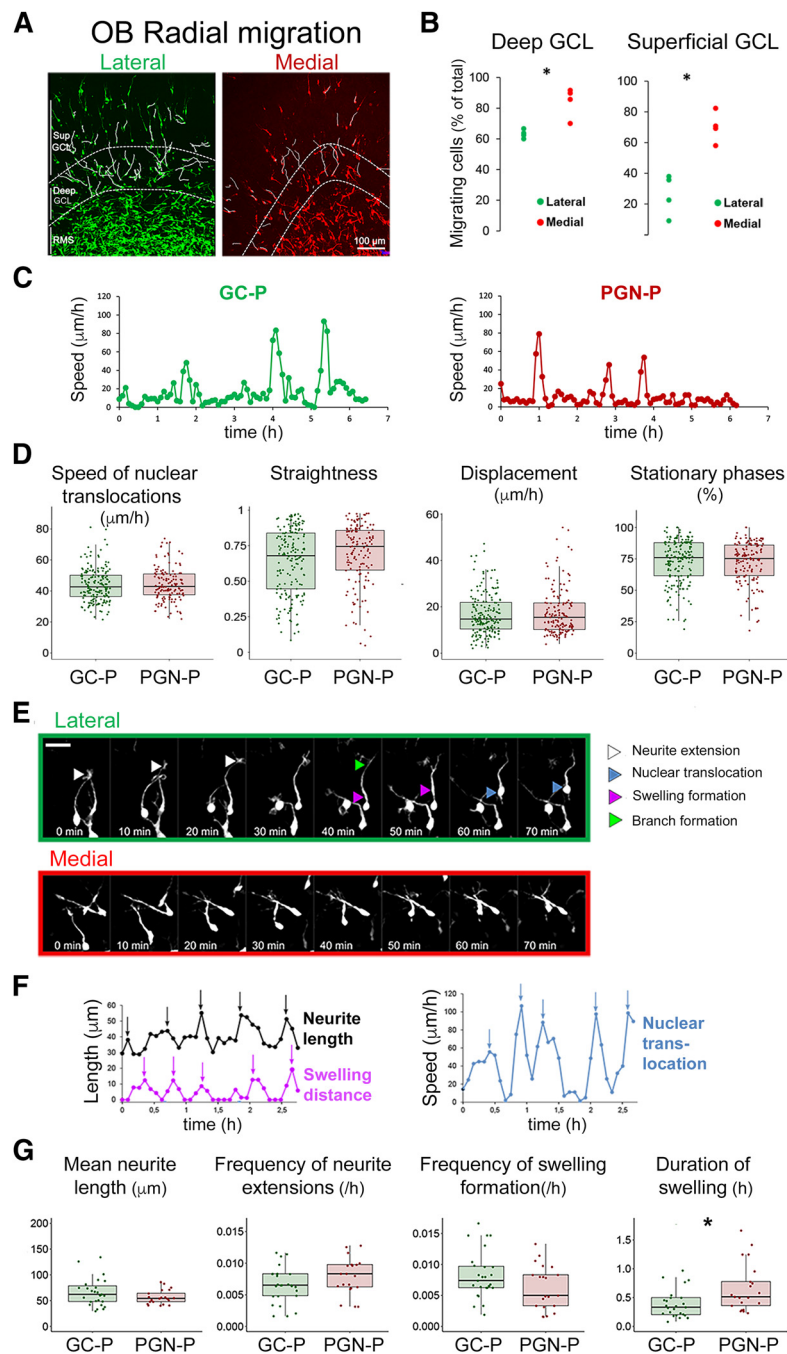 A
OB Radial migration
Lateral
Medial
Sup
GCL
Deep
GCL
RMS
100 μm
B
Deep GCL
Superficial GCL
Migrating cells (% of total)
100
80
60
40
20
0
*
Lateral
Medial
100
80
60
40
20
*
Lateral
Medial
C
GC-P
Speed (μm/h)
120
100
80
60
40
20
0
0 1 2 3 4 5 6 7
time (h)
PGN-P
Speed (μm/h)
120
100
80
60
40
20
0
0 1 2 3 4 5 6 7
time (h)
D
Speed of nuclear
translocations
(μm/h)
80
60
40
20
0
GC-P PGN-P
Straightness
1
0.75
0.50
0.25
0
GC-P PGN-P
Displacement
(μm/h)
60
40
20
0
GC-P PGN-P
Stationary phases
(%)
100
75
50
25
0
GC-P PGN-P
E
Lateral
0 min 10 min 20 min 30 min 40 min 50 min 60 min 70 min
Neurite extension
Nuclear translocation
Swelling formation
Branch formation
Medial
0 min 10 min 20 min 30 min 40 min 50 min 60 min 70 min
F
Length (μm)
60
50
40
30
20
10
0
Neurite
length
Swelling
distance
0 0,5 1 1,5 2 2,5
time (h)
Speed (μm/h)
120
100
80
60
40
20
0
Nuclear
trans-
location
0 0,5 1 1,5 2 2,5
time (h)
G
Mean neurite
length (μm)
200
150
100
50
0
GC-P PGN-P
Frequency of neurite
extensions (/h)
0.015
0.010
0.005
0.000
GC-P PGN-P
Frequency of swelling
formation(/h)
0.015
0.010
0.005
0.000
GC-P PGN-P
Duration of
swelling (h)
*
1.5
1.0
0.5
0.0
GC-P PGN-P